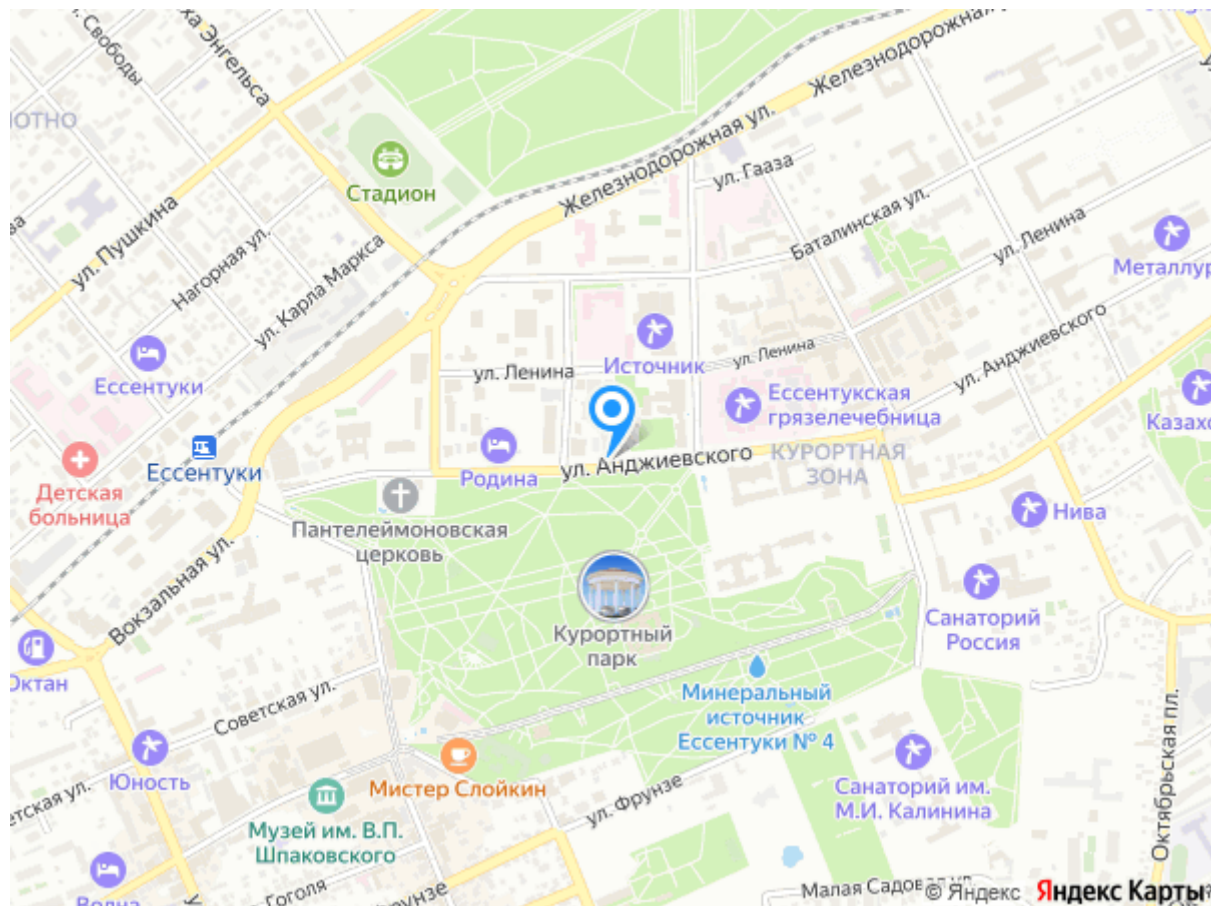 Свободы
ха Энгельса
Железнодорожная ул.
Железнодорожная
ОТНО
Стадион
ул. Гааза
ул. Пушкина
Нагорная ул.
ул. Карла Маркса
Баталинская ул.
ул. Ленина
Металлур
Ессентуки
Источник
ул. Ленина
ул. Ленина
ул. Анджиевского
Ессентукская
грязелечебница
Казахс
Ессентуки
Родина
ул. Анджиевского
КУРОРТНАЯ
ЗОНА
Детская
больница
Нива
Пантелеймоновская
церковь
Вокзальная ул.
Курортный
парк
Санаторий
Россия
Октан
Советская ул.
Минеральный
источник
Ессентуки № 4
Юность
Мистер Слойкин
ул. Фрунзе
Санаторий им.
М.И. Калинина
Октябрьская пл.
етская ул.
Музей им. В.П.
Шпаковского
Волна
Гоголя
Фрунзе
Малая Садовая ул.
© Яндекс Яндекс Карты